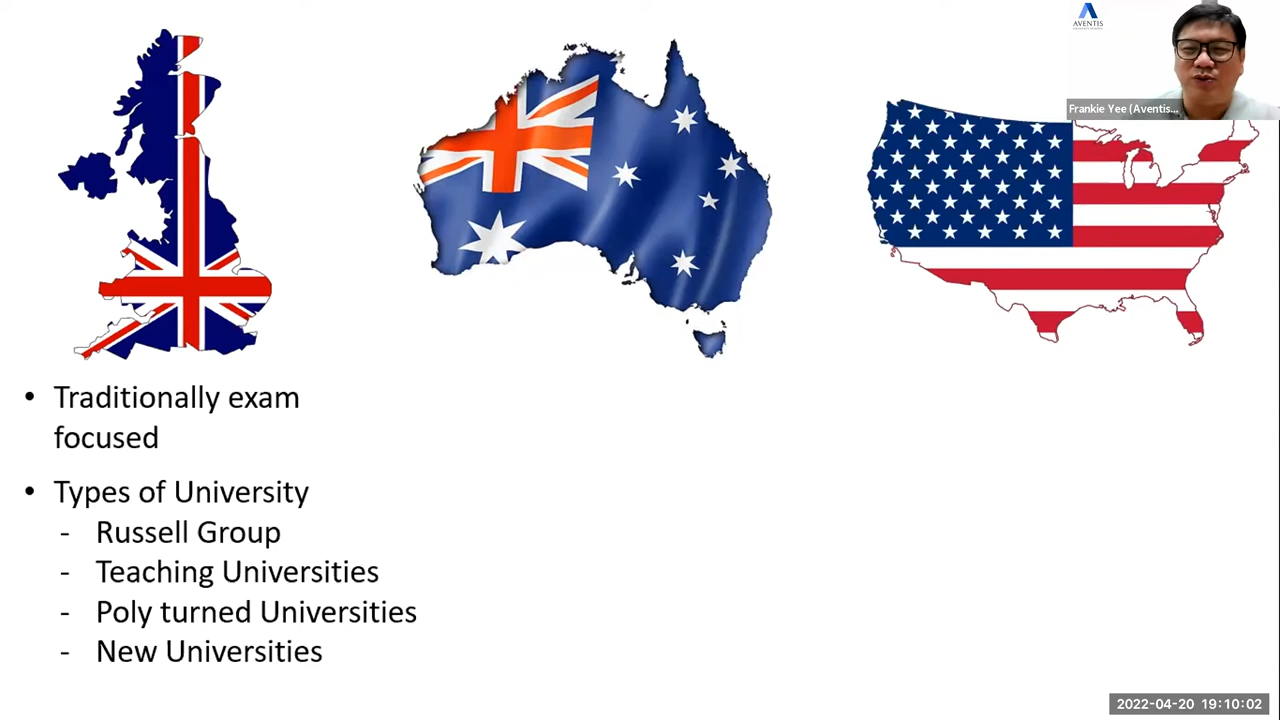 AVENTIS
Frankie Yee (Aventis...
• Traditionally exam
focused
• Types of University
- Russell Group
- Teaching Universities
- Poly turned Universities
- New Universities
2022-04-20 19:10:02